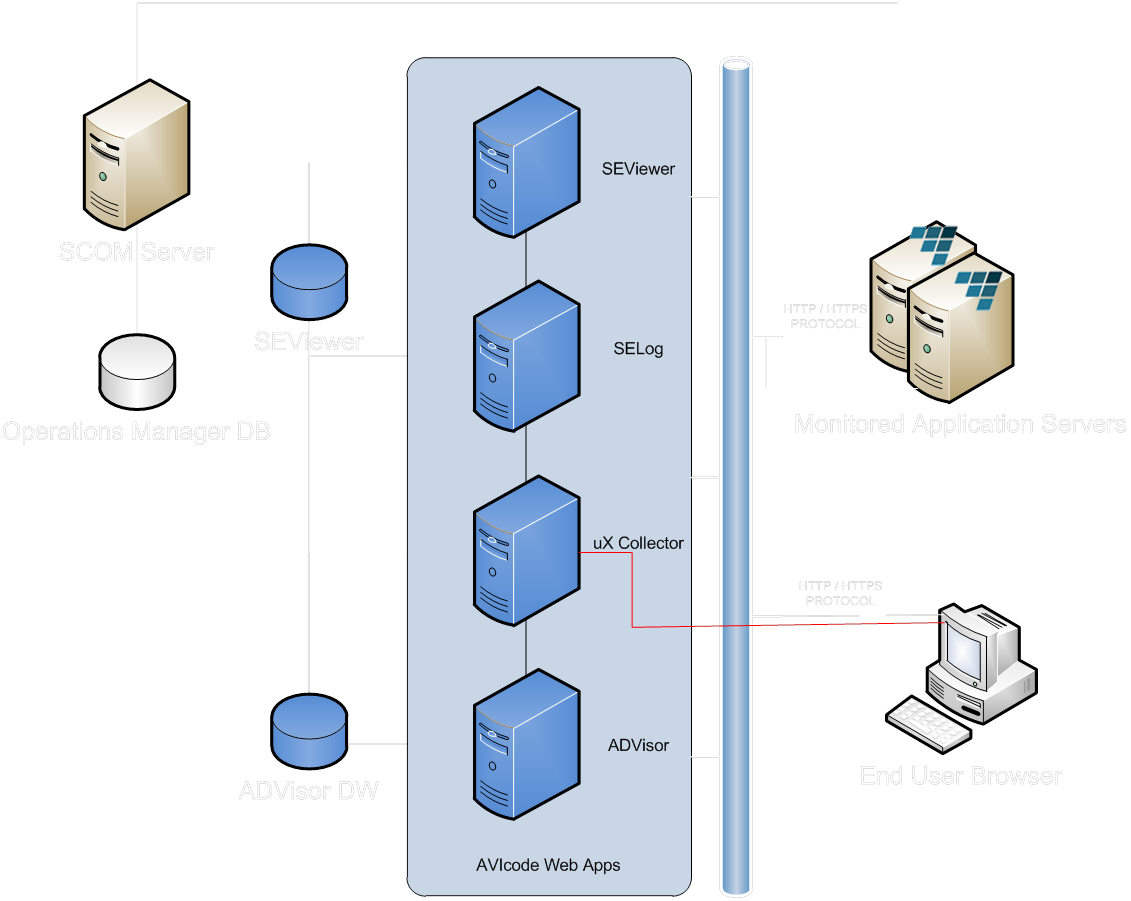 SEViewer
SCOM Server
SEViewer
HTTP / HTTPS
PROTOCOL
SELog
Operations Manager DB
Monitored Application Servers
uX Collector
HTTP / HTTPS
PROTOCOL
ADVisor
End User Browser
ADVisor DW
AVIcode Web Apps